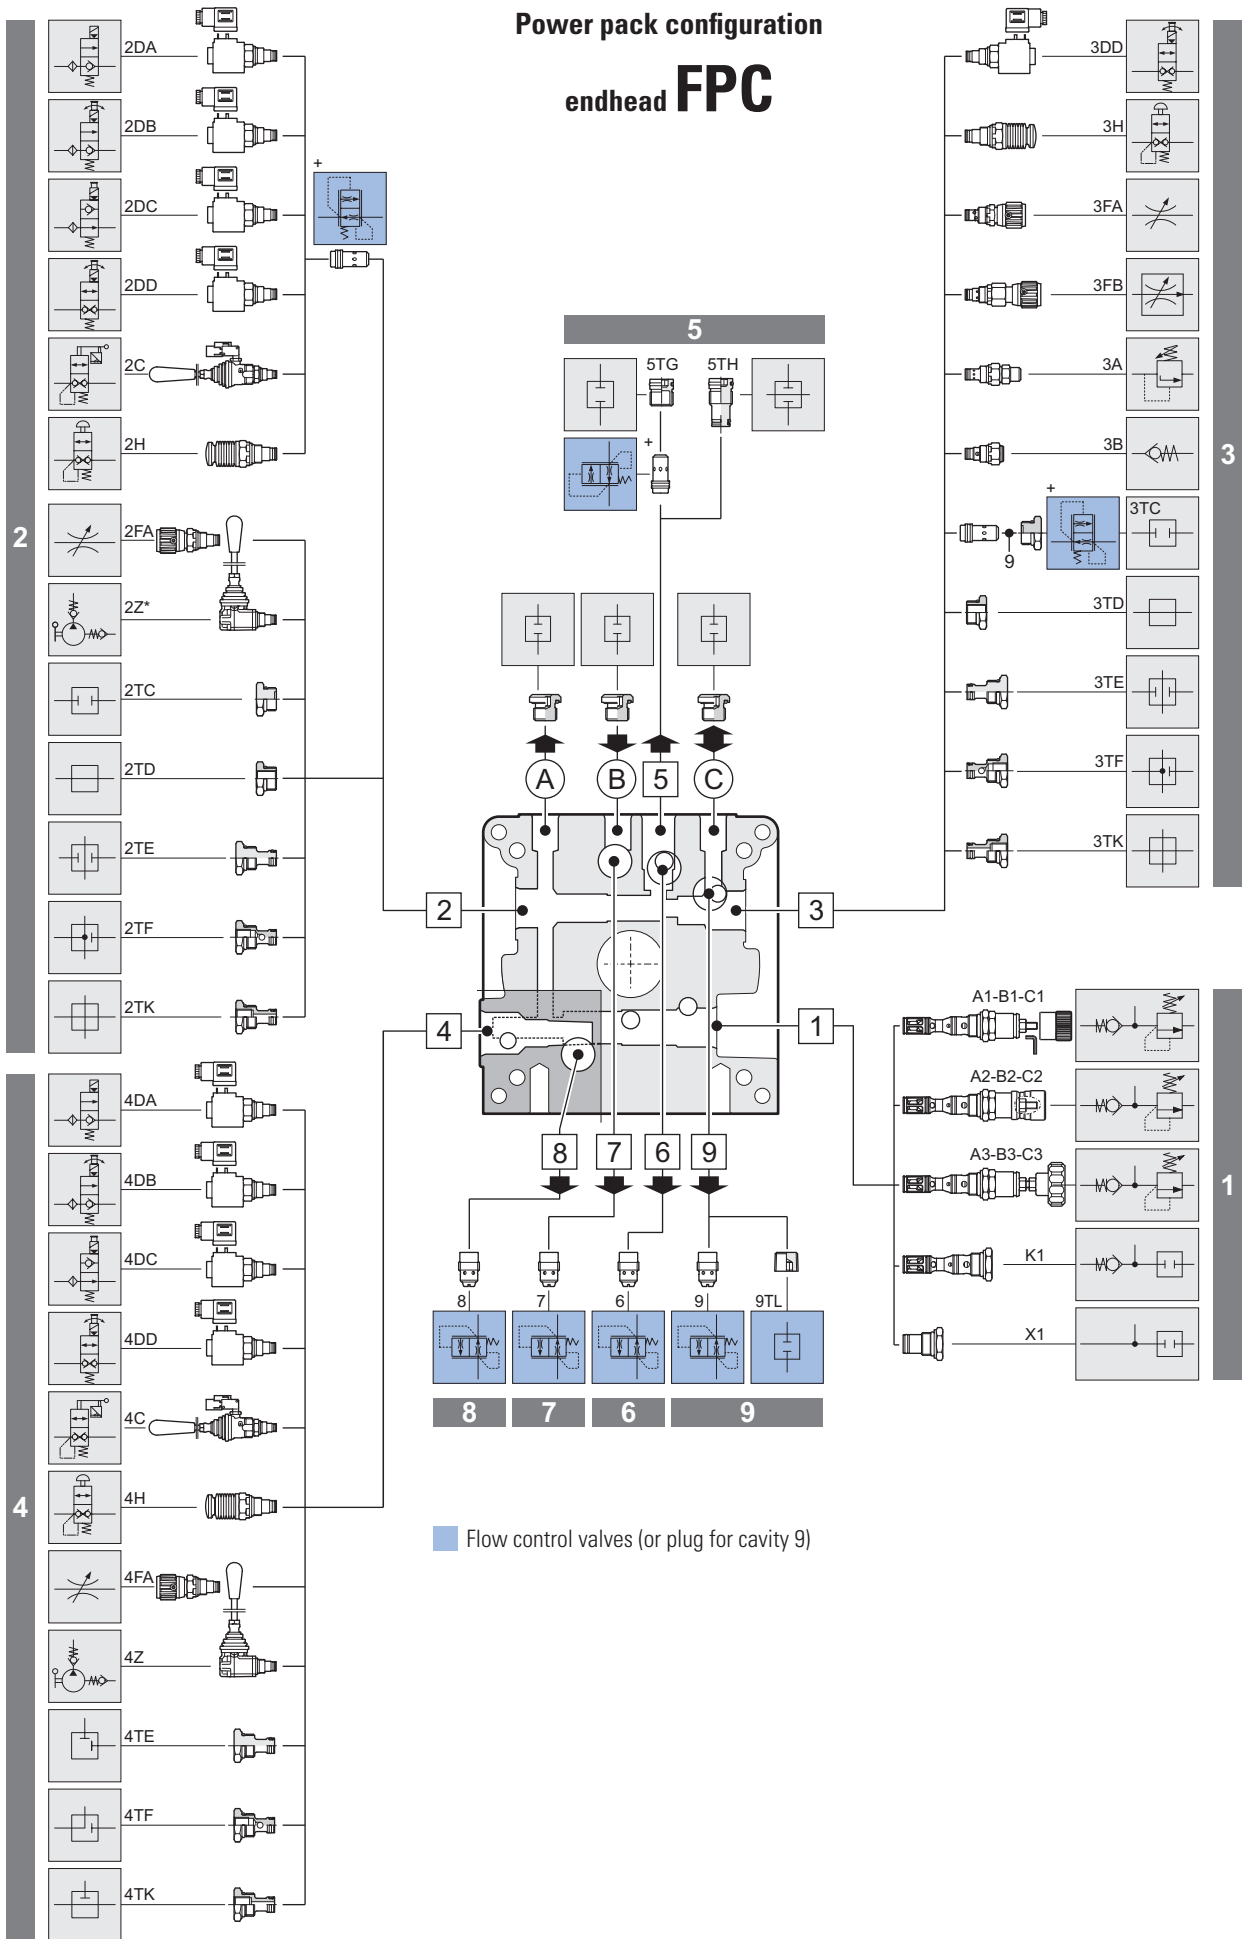 Power pack configuration
endhead FPC
2
2DA
2DB
2DC
2DD
+
2C
2H
2FA
2Z*
2TC
2TD
2TE
2TF
2TK
4
4DA
4DB
4DC
4DD
4C
4H
4FA
4Z
4TE
4TF
4TK
5
5TG
5TH
+
A
B
5
C
2
3
4
1
8
7
6
9
8
7
6
9
9TL
8
7
6
9
Flow control valves (or plug for cavity 9)
3
3DD
3H
3FA
3FB
3A
3B
+
3TC
9
3TD
3TE
3TF
3TK
1
A1-B1-C1
A2-B2-C2
A3-B3-C3
K1
X1